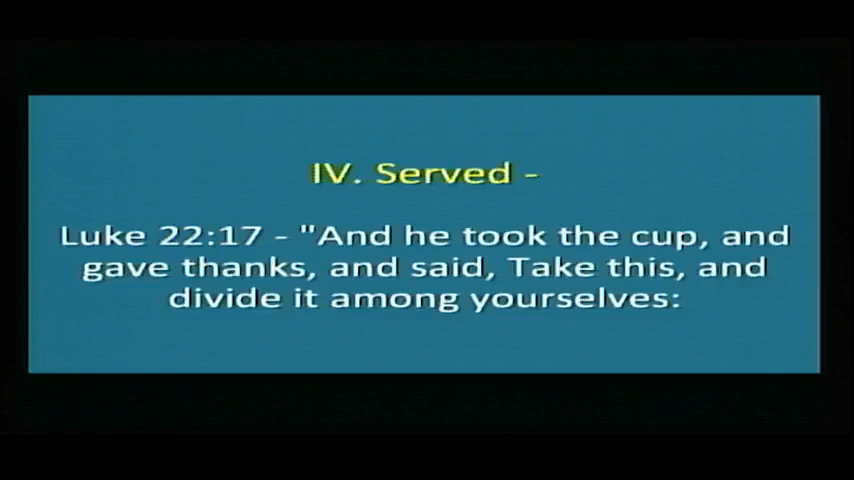 IV. Served -
Luke 22:17 - "And he took the cup, and
gave thanks, and said, Take this, and
divide it among yourselves: